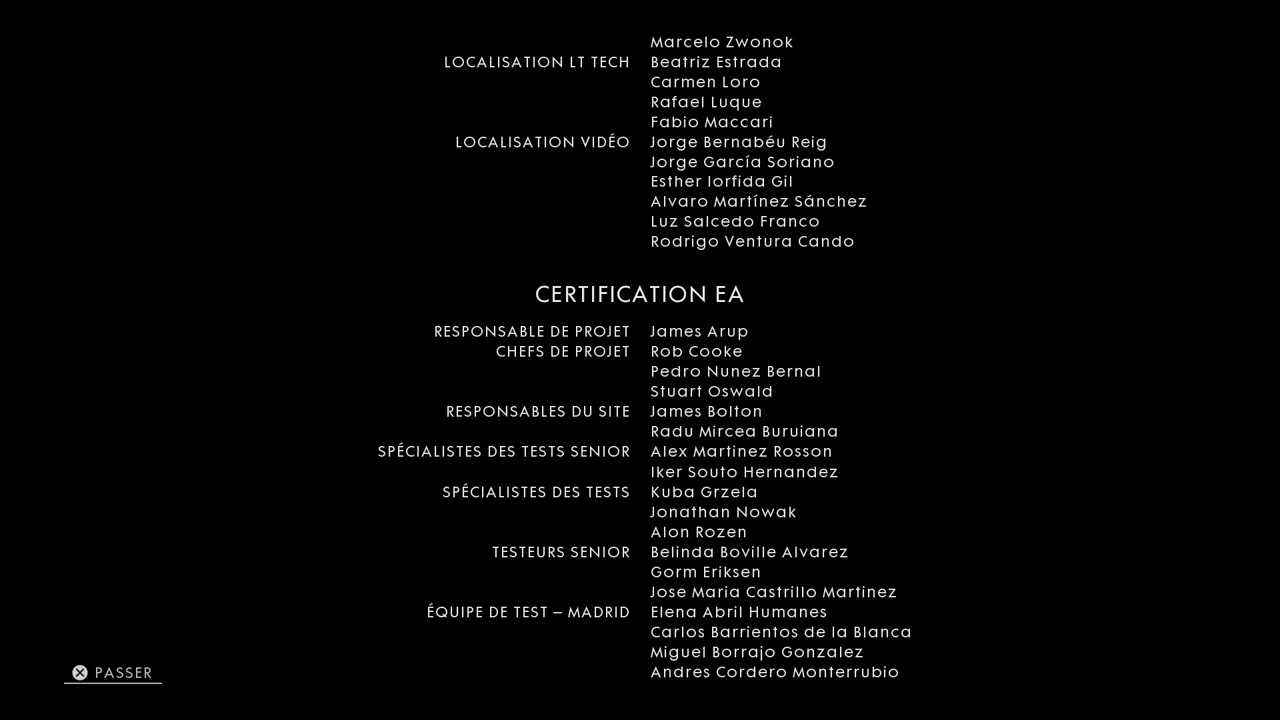 Marcelo Zwonok
LOCALISATION LT TECH Beatriz Estrada
Carmen Loro
Rafael Luque
Fabio Maccari
LOCALISATION VIDÉO Jorge Bernabéu Reig
Jorge García Soriano
Esther Iorfida Gil
Alvaro Martínez Sánchez
Luz Salcedo Franco
Rodrigo Ventura Cando
CERTIFICATION EA
RESPONSABLE DE PROJET James Arup
CHEFS DE PROJET Rob Cooke
Pedro Nunez Bernal
Stuart Oswald
RESPONSABLES DU SITE James Bolton
Radu Mircea Buruiana
SPÉCIALISTES DES TESTS SENIOR Alex Martinez Rosson
Iker Souto Hernandez
SPÉCIALISTES DES TESTS Kuba Grzela
Jonathan Nowak
Alon Rozen
TESTEURS SENIOR Belinda Boville Alvarez
Gorm Eriksen
Jose Maria Castrillo Martinez
ÉQUIPE DE TEST – MADRID Elena Abril Humanes
Carlos Barrientos de la Blanca
Miguel Borrajo Gonzalez
Andres Cordero Monterrubio
PASSER